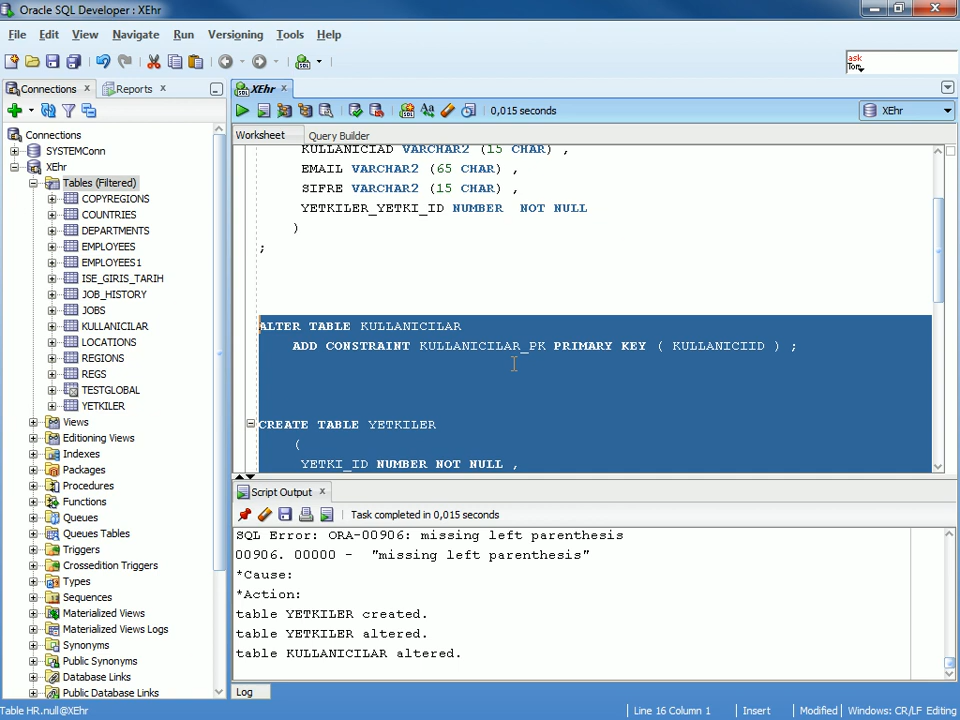 Oracle SQL Developer : XEhr
File Edit View Navigate Run Versioning Tools Help
ask
Tom
Connections
Reports
XEhr
0,015 seconds
XEhr
Worksheet
Query Builder
Connections
SYSTEMConn
XEhr
Tables (Filtered)
COPYREGIONS
COUNTRIES
DEPARTMENTS
EMPLOYEES
EMPLOYEES1
ISE_GIRIS_TARIH
JOB_HISTORY
JOBS
KULLANICILAR
LOCATIONS
REGIONS
REGS
TESTGLOBAL
YETKILER
Views
Editioning Views
Indexes
Packages
Procedures
Functions
Queues
Queues Tables
Triggers
Crossedition Triggers
Types
Sequences
Materialized Views
Materialized Views Logs
Synonyms
Public Synonyms
Database Links
Public Database Links
KULLANICIAD VARCHAR2 (15 CHAR) ,
EMAIL VARCHAR2 (65 CHAR) ,
SIFRE VARCHAR2 (15 CHAR) ,
YETKILER_YETKI_ID NUMBER NOT NULL
)
;
ALTER TABLE KULLANICILAR
ADD CONSTRAINT KULLANICILAR_PK PRIMARY KEY ( KULLANICIID ) ;
CREATE TABLE YETKILER
(
YETKI_ID NUMBER NOT NULL ,
Script Output
Task completed in 0,015 seconds
SQL Error: ORA-00906: missing left parenthesis
00906. 00000 - "missing left parenthesis"
*Cause:
*Action:
table YETKILER created.
table YETKILER altered.
table KULLANICILAR altered.
Log
Table HR.null@XEhr
Line 16 Column 1
Insert
Modified
Windows: CR/LF Editing